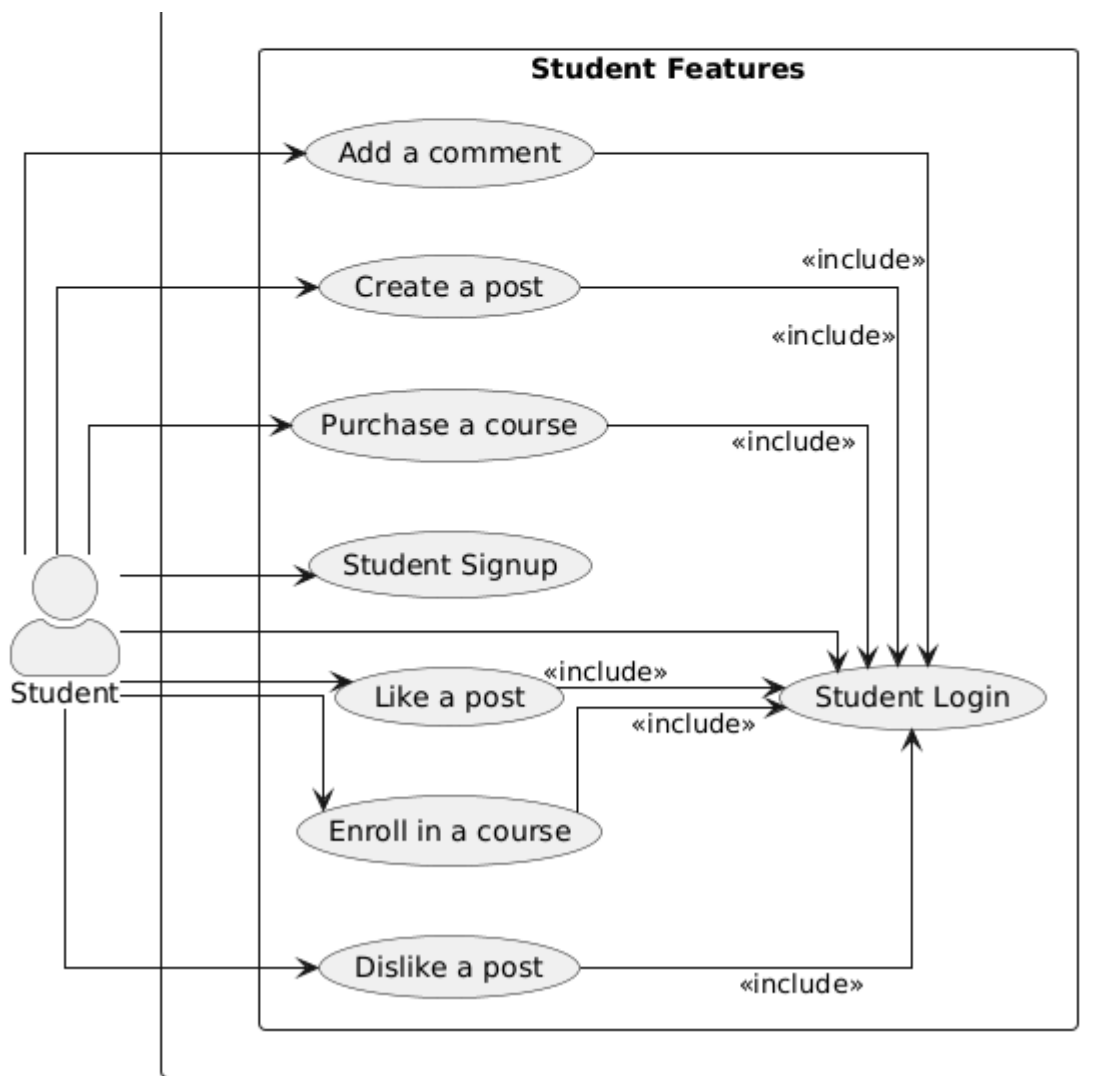 Student Features
Add a comment
«include»
Create a post
«include»
Purchase a course
«include»
Student Signup
Student
Like a post
«include»
Student Login
«include»
Enroll in a course
Dislike a post
«include»